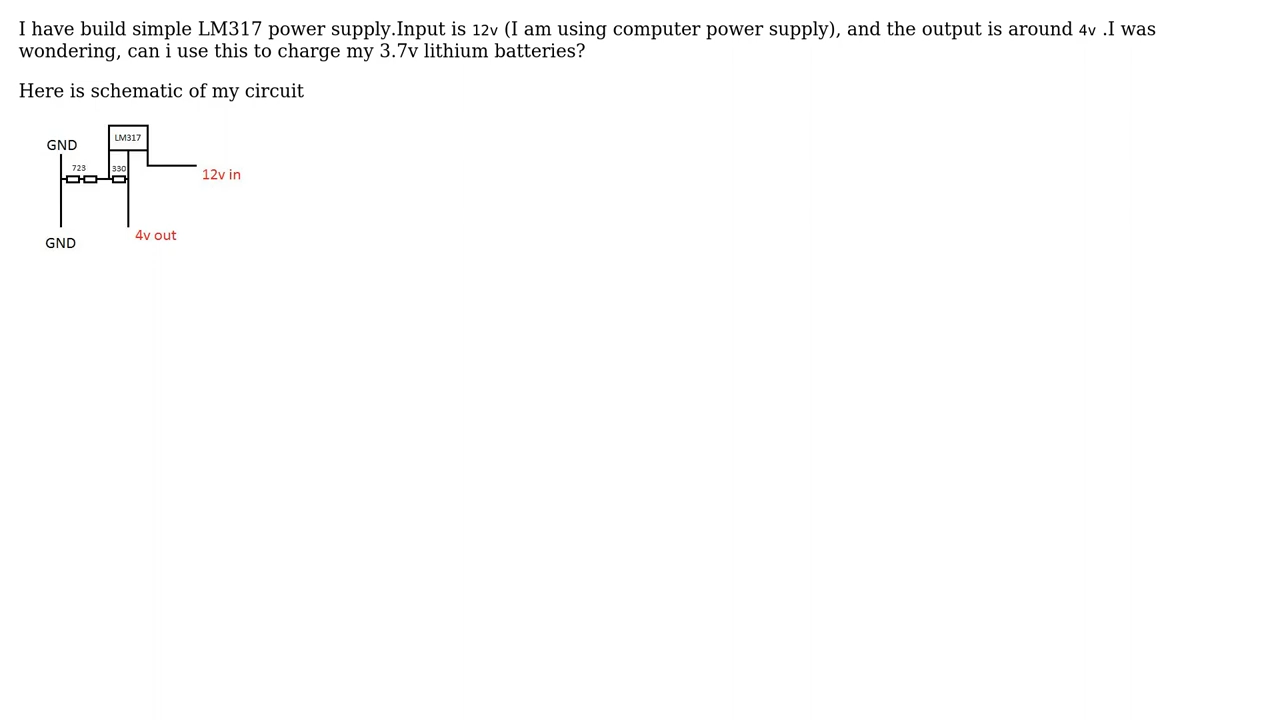 I have build simple LM317 power supply.Input is 12v (I am using computer power supply), and the output is around 4v .I was
wondering, can i use this to charge my 3.7v lithium batteries?
Here is schematic of my circuit
LM317
GND
723
330
12v in
4v out
GND